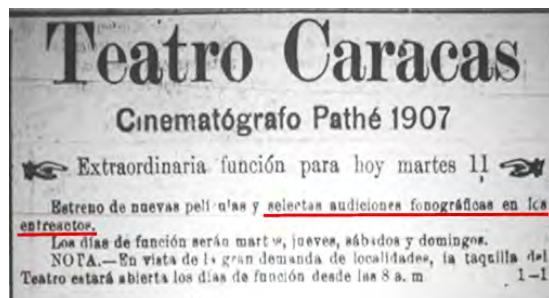 Teatro Caracas
Cinematógrafo Pathé 1907
Extraordinaria función para hoy martes 11
Estreno de nuevas películas y selectas audiciones fonográficas en los
entreactos.
Los días de función serán martes, jueves, sábados y domingos.
NOTA.—En vista de la gran demanda de localidades, la taquilla del
Teatro estará abierta los días de función desde las 8 a. m 1—1